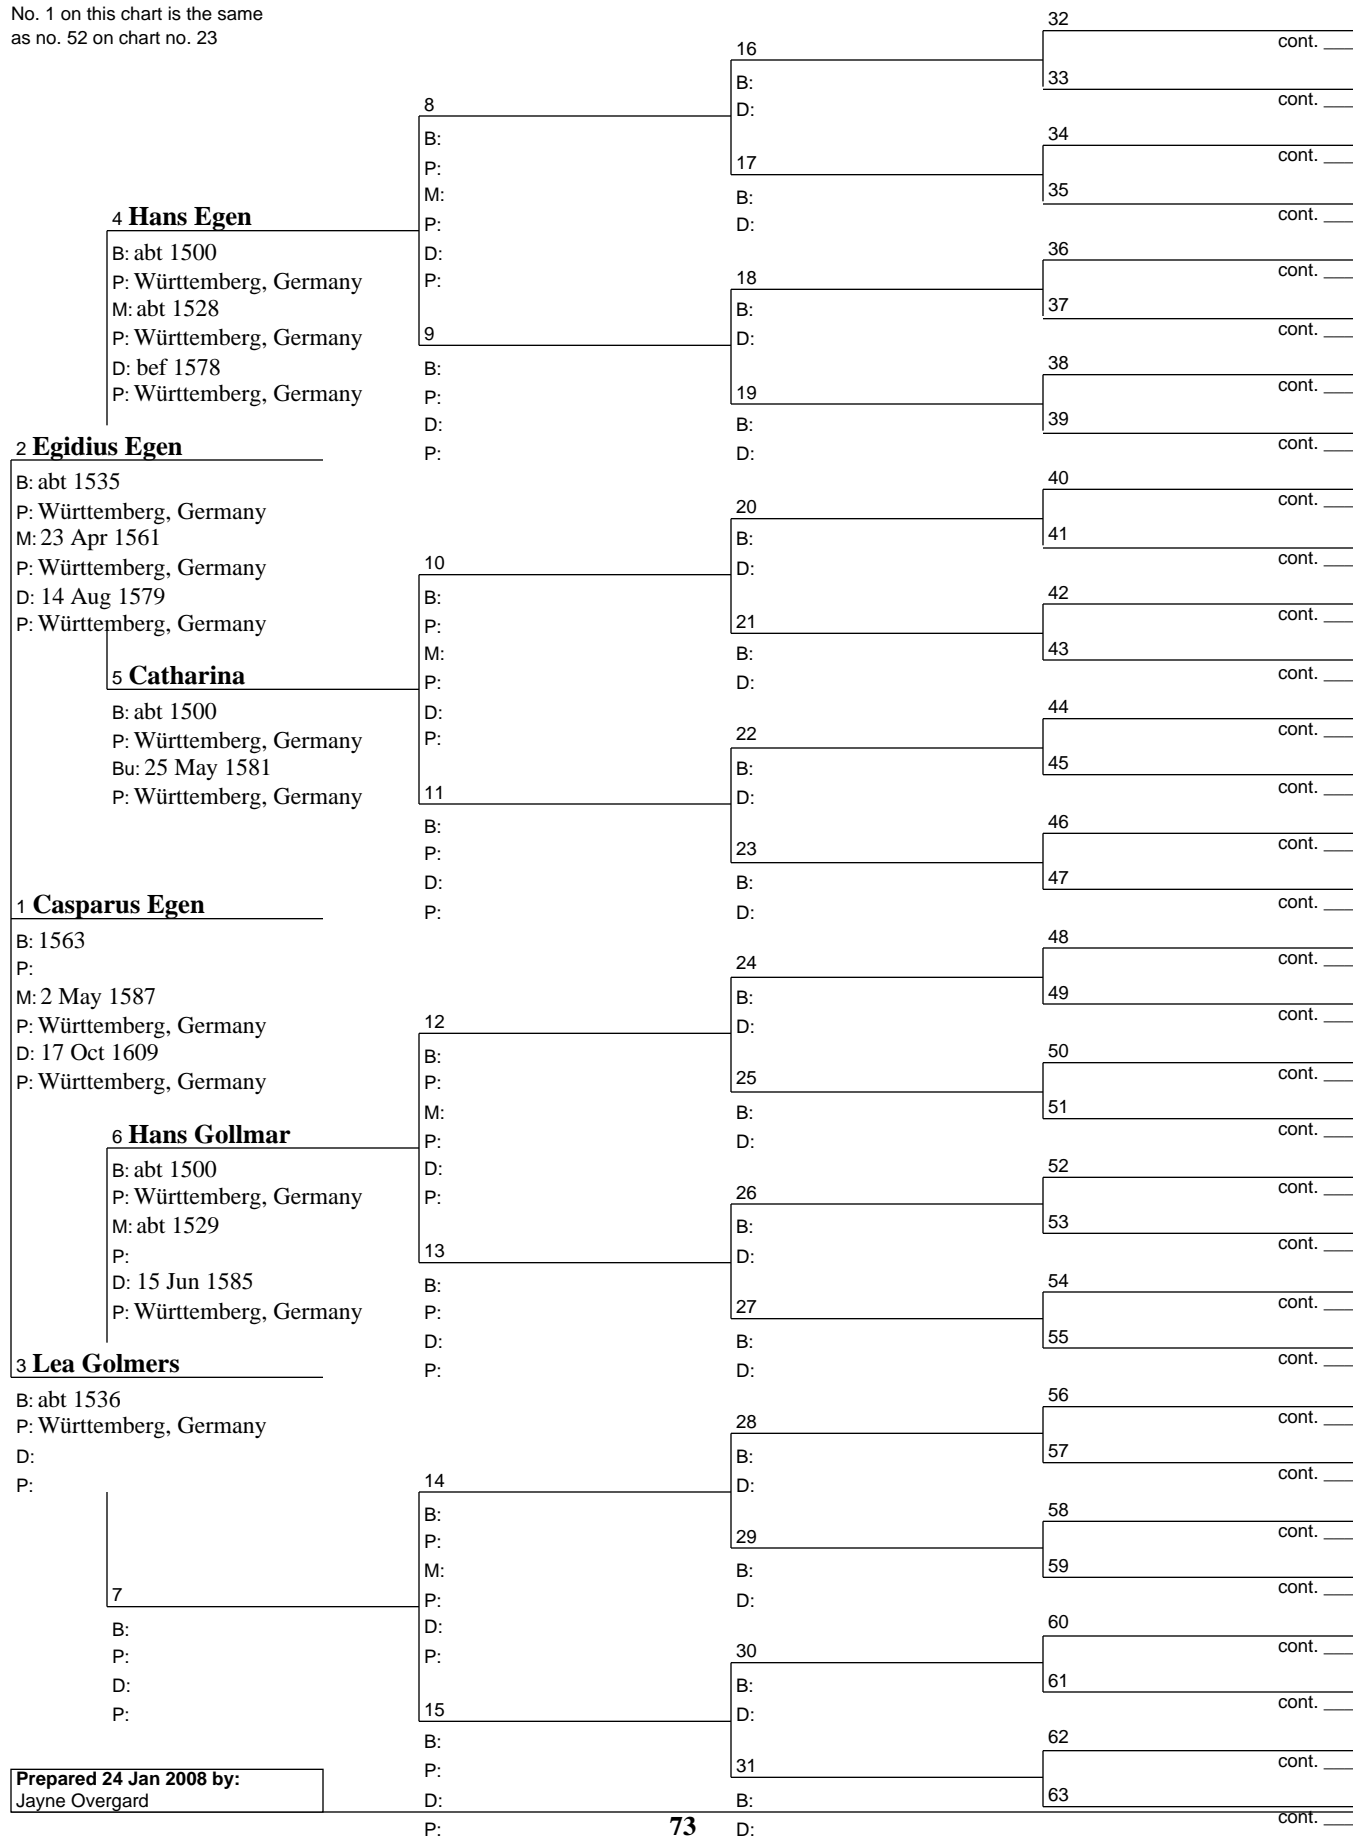 No. 1 on this chart is the same
as no. 52 on chart no. 23
1 Casparus Egen
B: 1563
P:
M: 2 May 1587
P: Württemberg, Germany
D: 17 Oct 1609
P: Württemberg, Germany
2 Egidius Egen
B: abt 1535
P: Württemberg, Germany
M: 23 Apr 1561
P: Württemberg, Germany
D: 14 Aug 1579
P: Württemberg, Germany
3 Lea Golmers
B: abt 1536
P: Württemberg, Germany
D:
P:
4 Hans Egen
B: abt 1500
P: Württemberg, Germany
M: abt 1528
P: Württemberg, Germany
D: bef 1578
P: Württemberg, Germany
5 Catharina
B: abt 1500
P: Württemberg, Germany
Bu: 25 May 1581
P: Württemberg, Germany
6 Hans Gollmar
B: abt 1500
P: Württemberg, Germany
M: abt 1529
P:
D: 15 Jun 1585
P: Württemberg, Germany
7
B:
P:
D:
P:
8
B:
P:
M:
P:
D:
P:
9
B:
P:
D:
P:
10
B:
P:
M:
P:
D:
P:
11
B:
P:
D:
P:
12
B:
P:
M:
P:
D:
P:
13
B:
P:
D:
P:
14
B:
P:
M:
P:
D:
P:
15
B:
P:
D:
P:
16
B:
D:
17
B:
D:
18
B:
D:
19
B:
D:
20
B:
D:
21
B:
D:
22
B:
D:
23
B:
D:
24
B:
D:
25
B:
D:
26
B:
D:
27
B:
D:
28
B:
D:
29
B:
D:
30
B:
D:
31
B:
D:
32
cont. ___
33
cont. ___
34
cont. ___
35
cont. ___
36
cont. ___
37
cont. ___
38
cont. ___
39
cont. ___
40
cont. ___
41
cont. ___
42
cont. ___
43
cont. ___
44
cont. ___
45
cont. ___
46
cont. ___
47
cont. ___
48
cont. ___
49
cont. ___
50
cont. ___
51
cont. ___
52
cont. ___
53
cont. ___
54
cont. ___
55
cont. ___
56
cont. ___
57
cont. ___
58
cont. ___
59
cont. ___
60
cont. ___
61
cont. ___
62
cont. ___
63
cont. ___
Prepared 24 Jan 2008 by:
Jayne Overgard
73